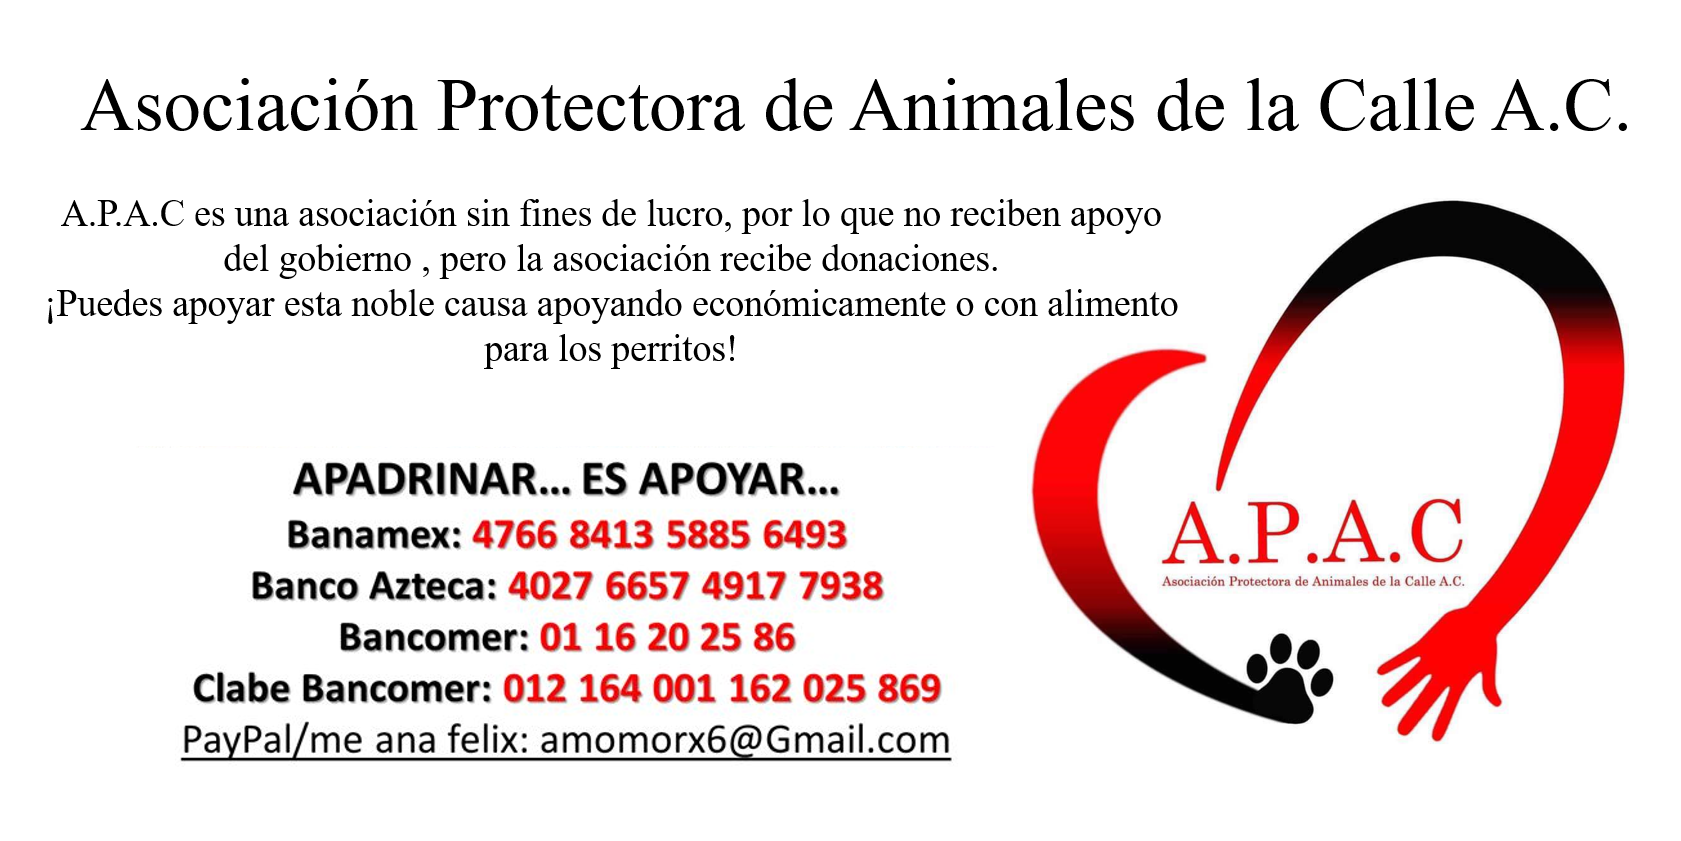 Asociación Protectora de Animales de la Calle A.C.
A.P.A.C es una asociación sin fines de lucro, por lo que no reciben apoyo
del gobierno , pero la asociación recibe donaciones.
¡Puedes apoyar esta noble causa apoyando económicamente o con alimento
para los perritos!
APADRINAR... ES APOYAR...
Banamex: 4766 8413 5885 6493
Banco Azteca: 4027 6657 4917 7938
Bancomer: 01 16 20 25 86
Clabe Bancomer: 012 164 001 162 025 869
PayPal/me ana felix: amomorx6@Gmail.com
A.P.A.C
Asociación Protectora de Animales de la Calle A.C.